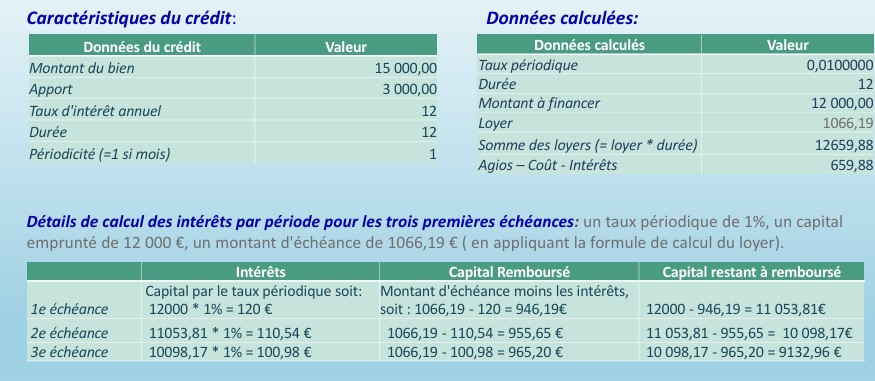 Caractéristiques du crédit:
Données calculées:
Données du crédit Valeur
Montant du bien 15 000,00
Apport 3 000,00
Taux d'intérêt annuel 12
Durée 12
Périodicité (=1 si mois) 1
Données calculés Valeur
Taux périodique 0,0100000
Durée 12
Montant à financer 12 000,00
Loyer 1066,19
Somme des loyers (= loyer * durée) 12659,88
Agios – Coût - Intérêts 659,88
Détails de calcul des intérêts par période pour les trois premières échéances: un taux périodique de 1%, un capital
emprunté de 12 000 €, un montant d'échéance de 1066,19 € ( en appliquant la formule de calcul du loyer).
Intérêts Capital Remboursé Capital restant à remboursé
Capital par le taux périodique soit: Montant d'échéance moins les intérêts,
1e échéance 12000 * 1% = 120 € soit : 1066,19 - 120 = 946,19€ 12000 - 946,19 = 11 053,81€
2e échéance 11053,81 * 1% = 110,54 € 1066,19 - 110,54 = 955,65 € 11 053,81 - 955,65 = 10 098,17€
3e échéance 10098,17 * 1% = 100,98 € 1066,19 - 100,98 = 965,20 € 10 098,17 - 965,20 = 9132,96 €